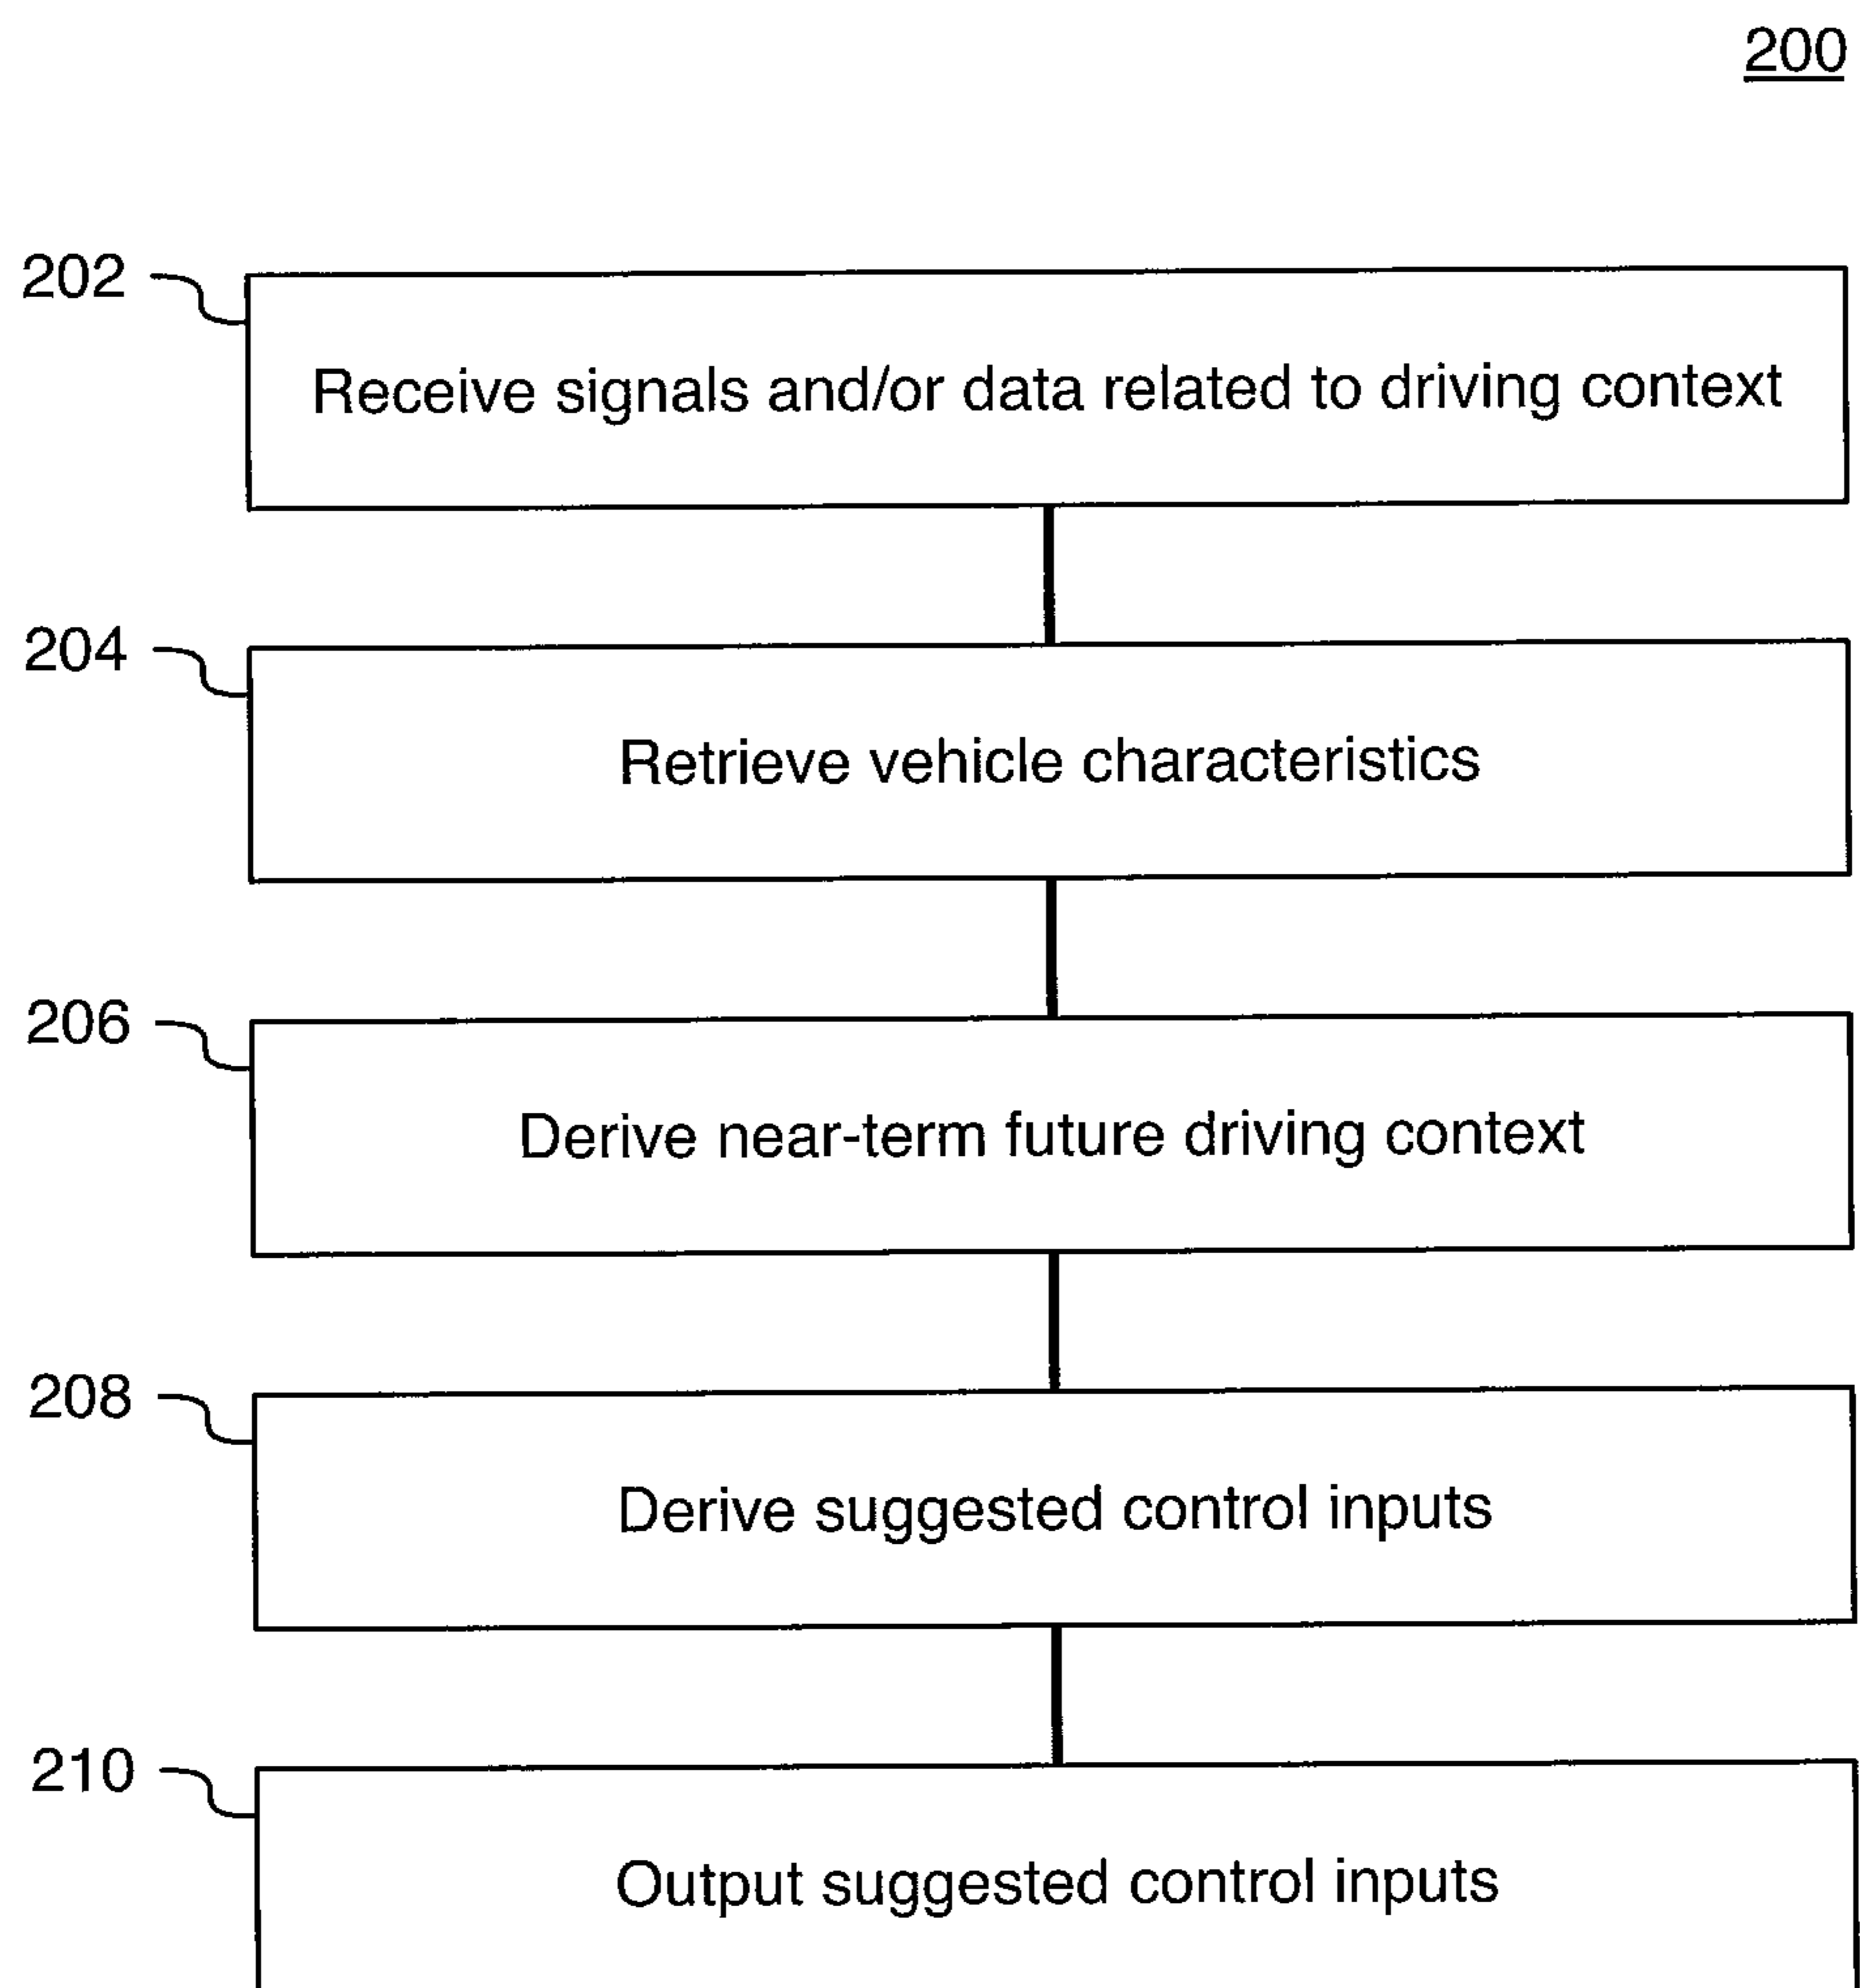 200
202
Receive signals and/or data related to driving context
204
Retrieve vehicle characteristics
206
Derive near-term future driving context
208
Derive suggested control inputs
210
Output suggested control inputs